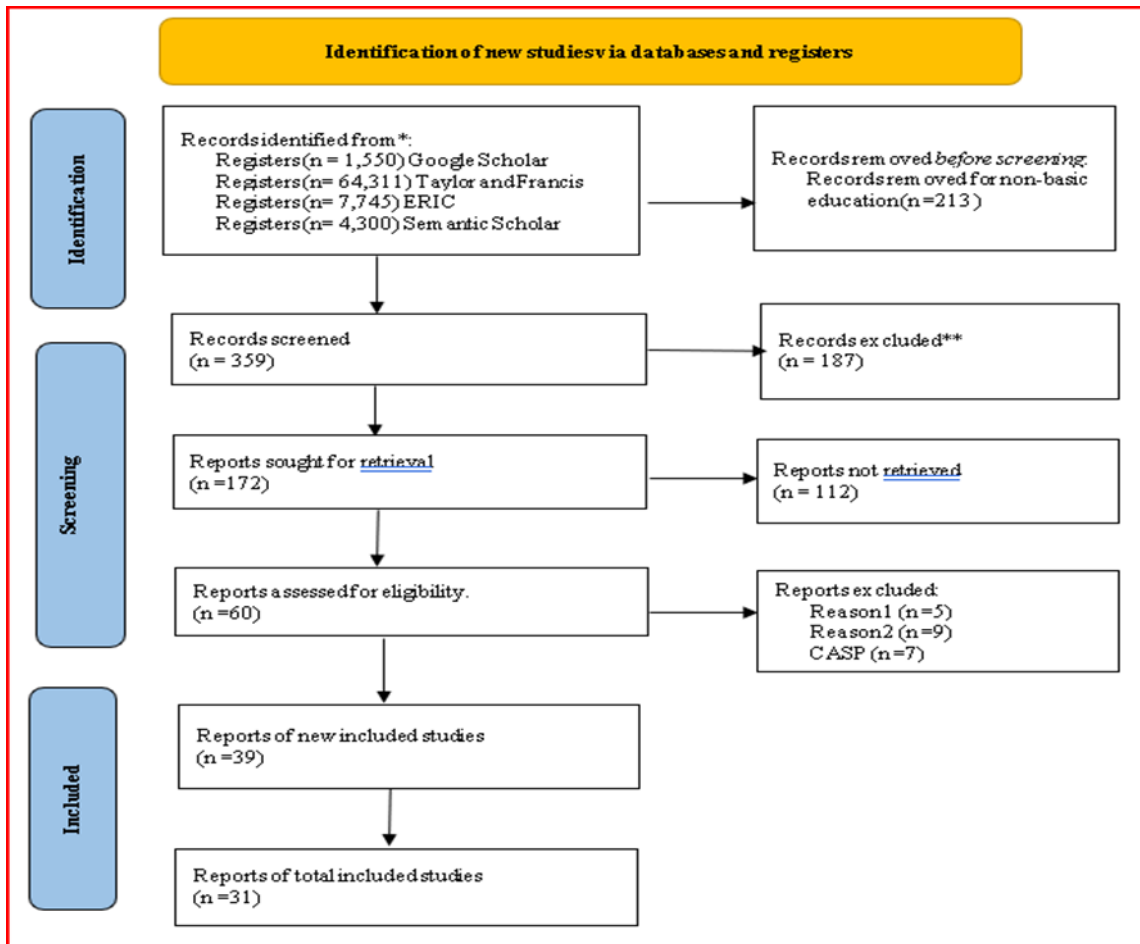 Identification of new studies via databases and registers
Identification
Records identified from*:
Registers (n = 1,550) Google Scholar
Registers (n= 64,311) Taylor and Francis
Registers (n= 7,745) ERIC
Registers (n= 4,300) Semantic Scholar
Records removed before screening:
Records removed for non-basic
education (n =213)
Screening
Records screened
(n = 359)
Records excluded**
(n = 187)
Reports sought for retrieval
(n =172)
Reports not retrieved
(n = 112)
Reports assessed for eligibility.
(n =60)
Reports excluded:
Reason1 (n=5)
Reason2 (n=9)
CASP (n=7)
Included
Reports of new included studies
(n =39)
Reports of total included studies
(n =31)